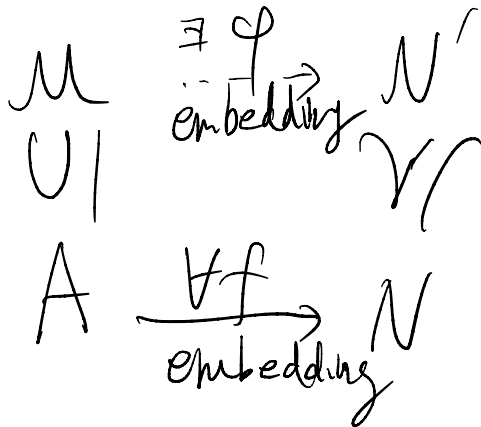 M ∃ φ N′
embedding
U| γ/
A ∀f N
embedding